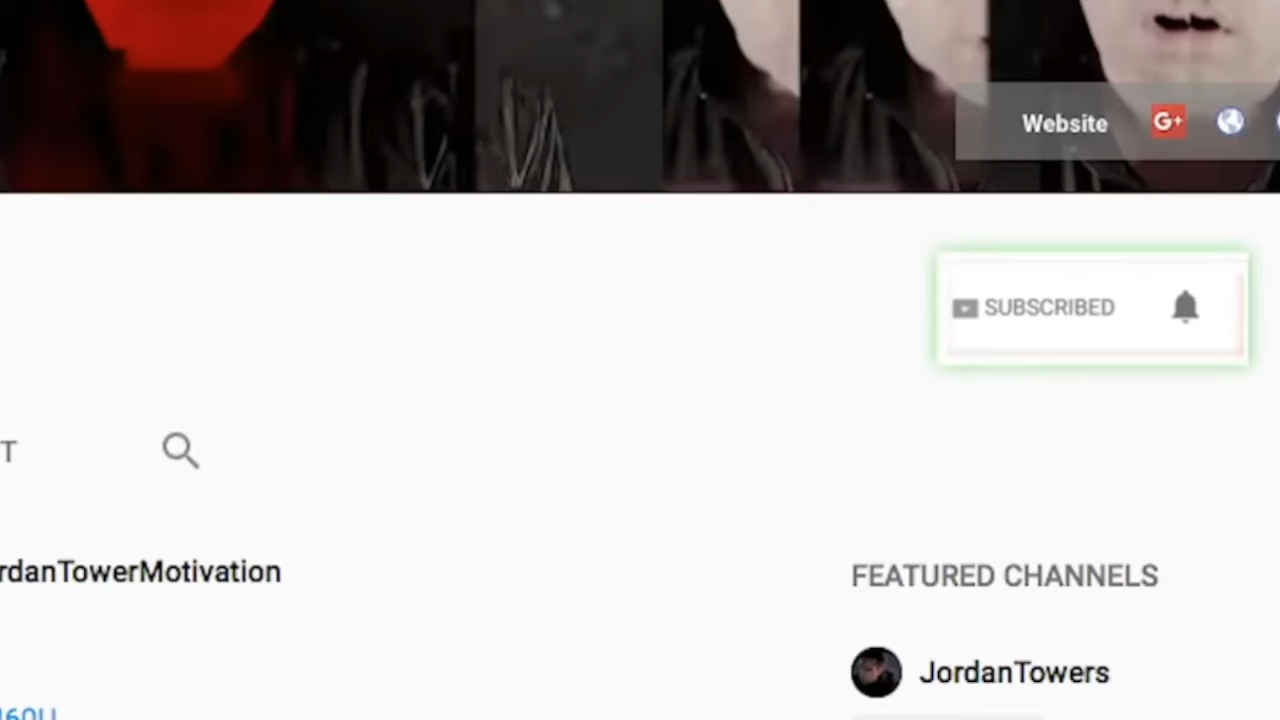 Website G+
SUBSCRIBED
T
rdanTowerMotivation
FEATURED CHANNELS
JordanTowers